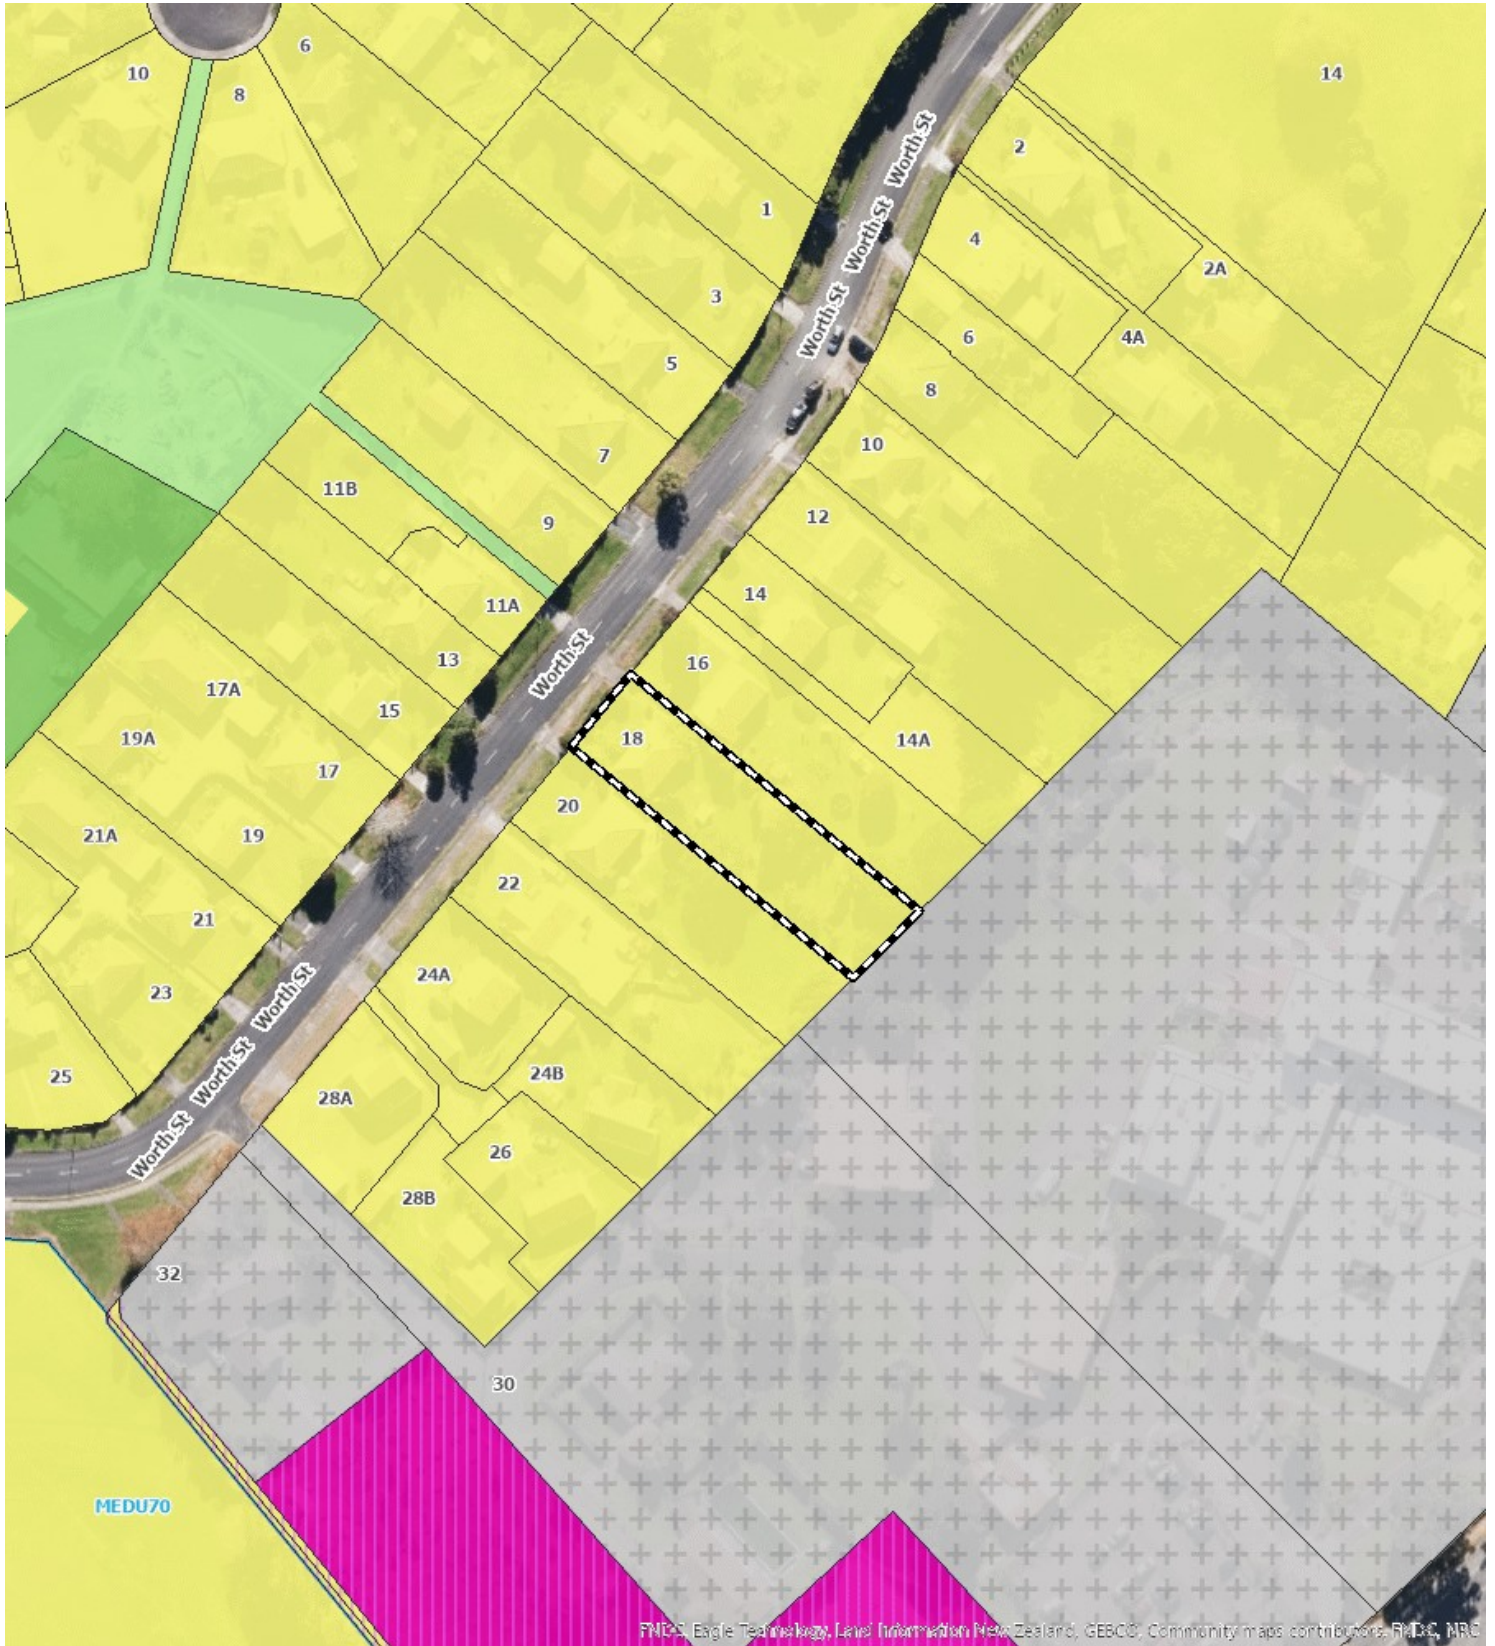 6
10
8
14
Worth St
2
Worth St
1
4
2A
3
Worth St
6
4A
5
8
10
7
11B
12
9
14
11A
Worth St
13
16
17A
15
18
19A
14A
17
20
21A
19
22
21
24A
23
Worth St
25
24B
Worth St
28A
Worth St
26
28B
32
30
MEDU70
FNDC, Eagle Technology, Land Information New Zealand, GEBCO, Community maps contributors. FNDC, NRC